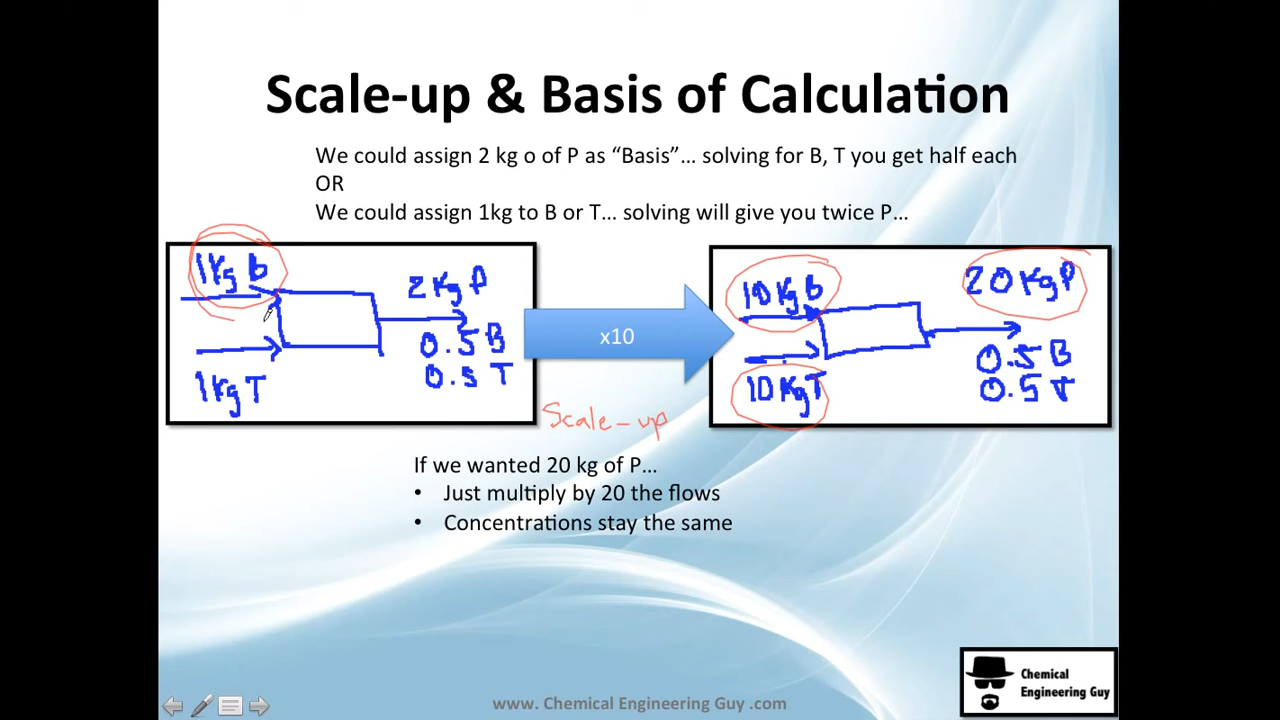 Scale-up & Basis of Calculation
We could assign 2 kg o of P as “Basis”… solving for B, T you get half each
OR
We could assign 1kg to B or T… solving will give you twice P…
1Kg B
2 Kg P
0.5 B
0.5 T
1kg T
x10
Scale-up
10 Kg B
20 Kg P
0.5 B
0.5 T
10 Kg T
If we wanted 20 kg of P…
• Just multiply by 20 the flows
• Concentrations stay the same
www. Chemical Engineering Guy .com
Chemical
Engineering Guy